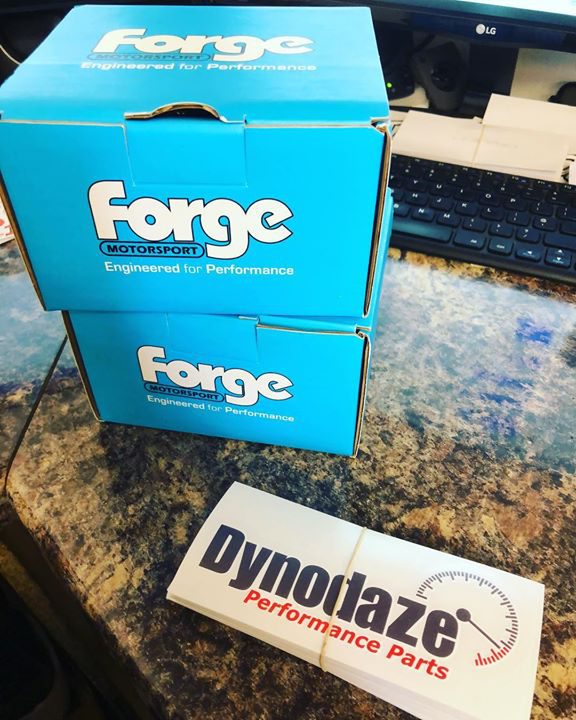 LG
forge
MOTORSPORT
Engineered for Performance
forge
MOTORSPORT
Engineered for Performance
forge
MOTORSPORT
Engineered for Performance
Dynodaze
Performance Parts